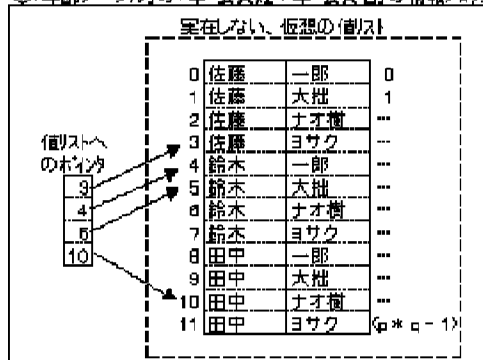 実在しない、仮想の値リスト
0 佐藤 一郎 0
1 佐藤 大拙 1
2 佐藤 ナオ樹 …
3 佐藤 ヨサク …
4 鈴木 一郎 …
5 鈴木 大拙 …
6 鈴木 ナオ樹 …
7 鈴木 ヨサク …
8 田中 一郎 …
9 田中 大拙 …
10 田中 ナオ樹 …
11 田中 ヨサク (p * q - 1)
値リストへ
のポインタ
3
4
5
10